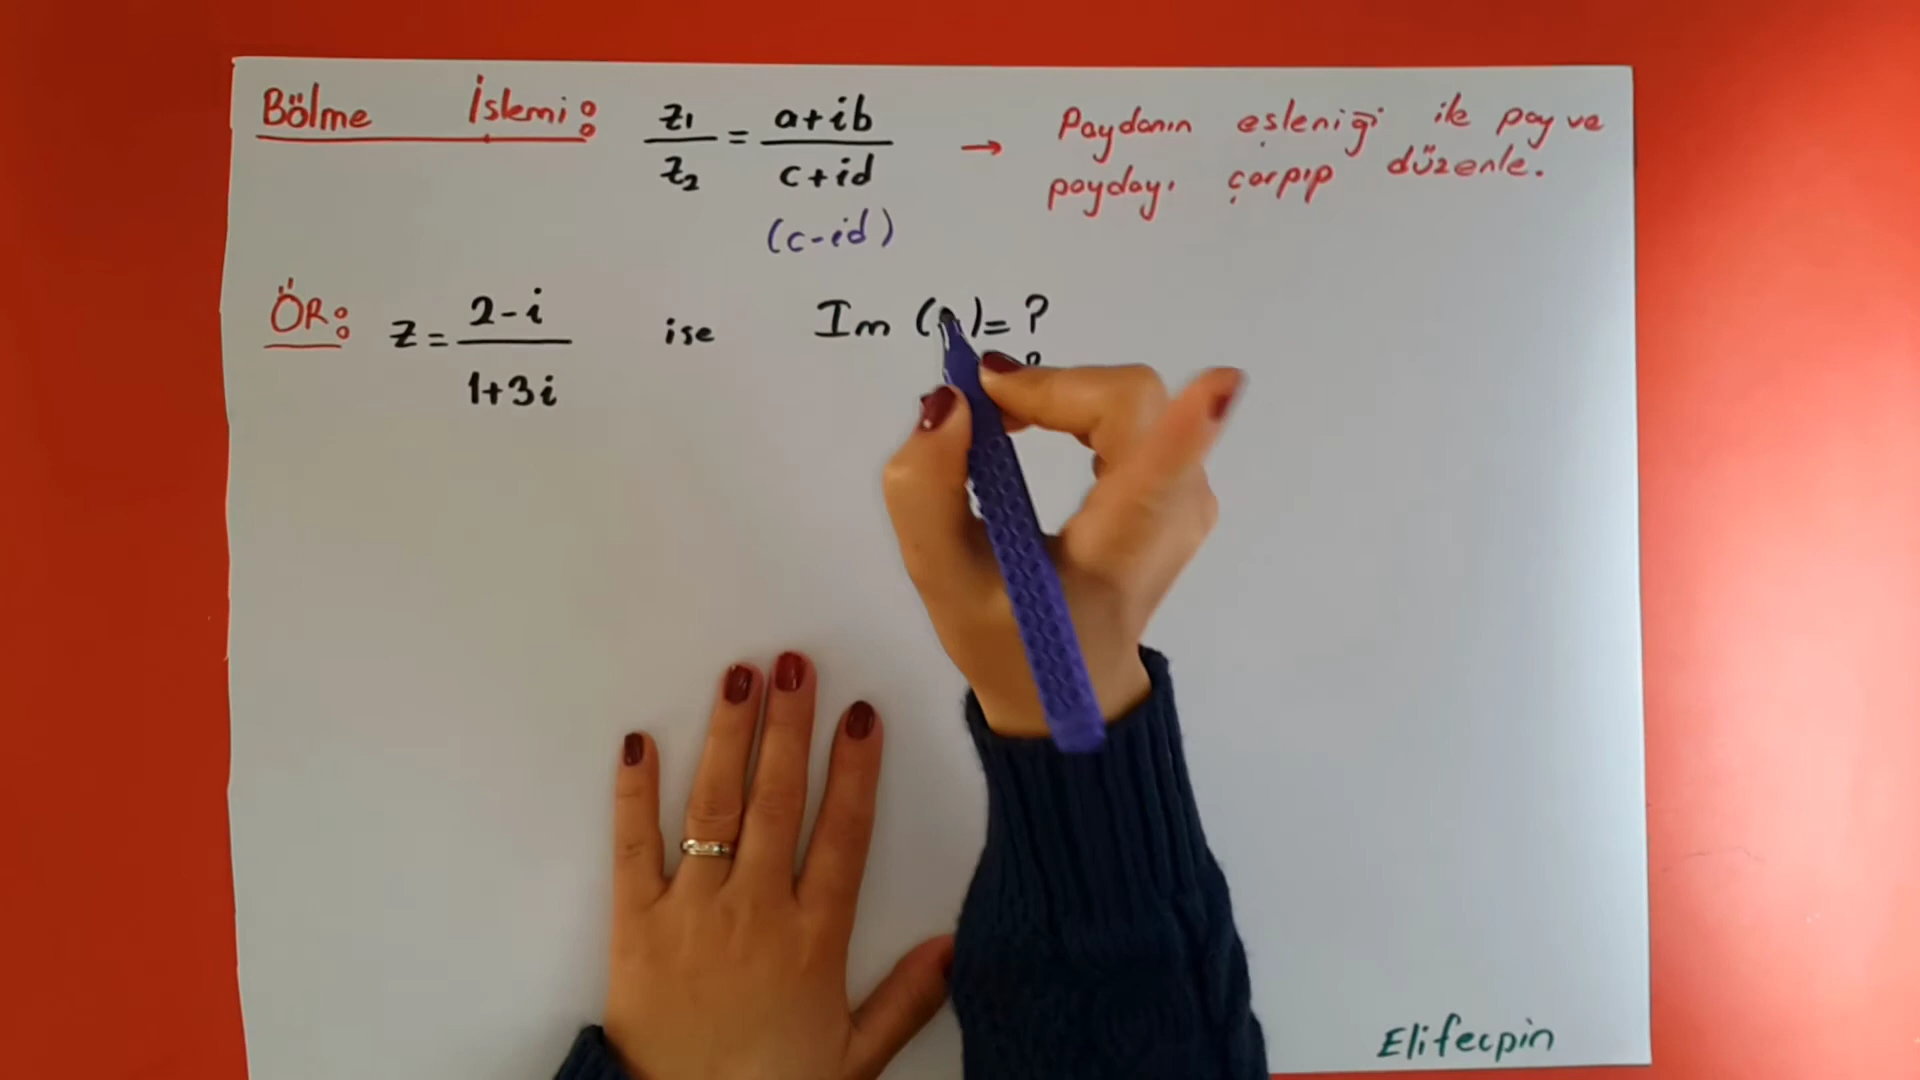 Bölme İslemi:
z1/z2 = a+ib/c+id → Paydanın eşleniği ile pay ve
paydayı çarpıp düzenle.
(c-id)
ÖR: z = 2-i/1+3i ise Im ( )= ?
?
Elifecpin